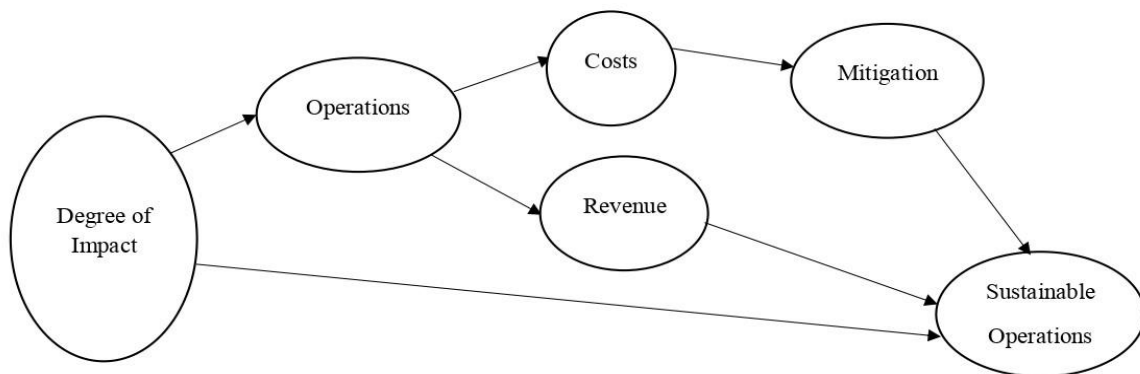 Costs
Mitigation
Operations
Revenue
Degree of
Impact
Sustainable
Operations